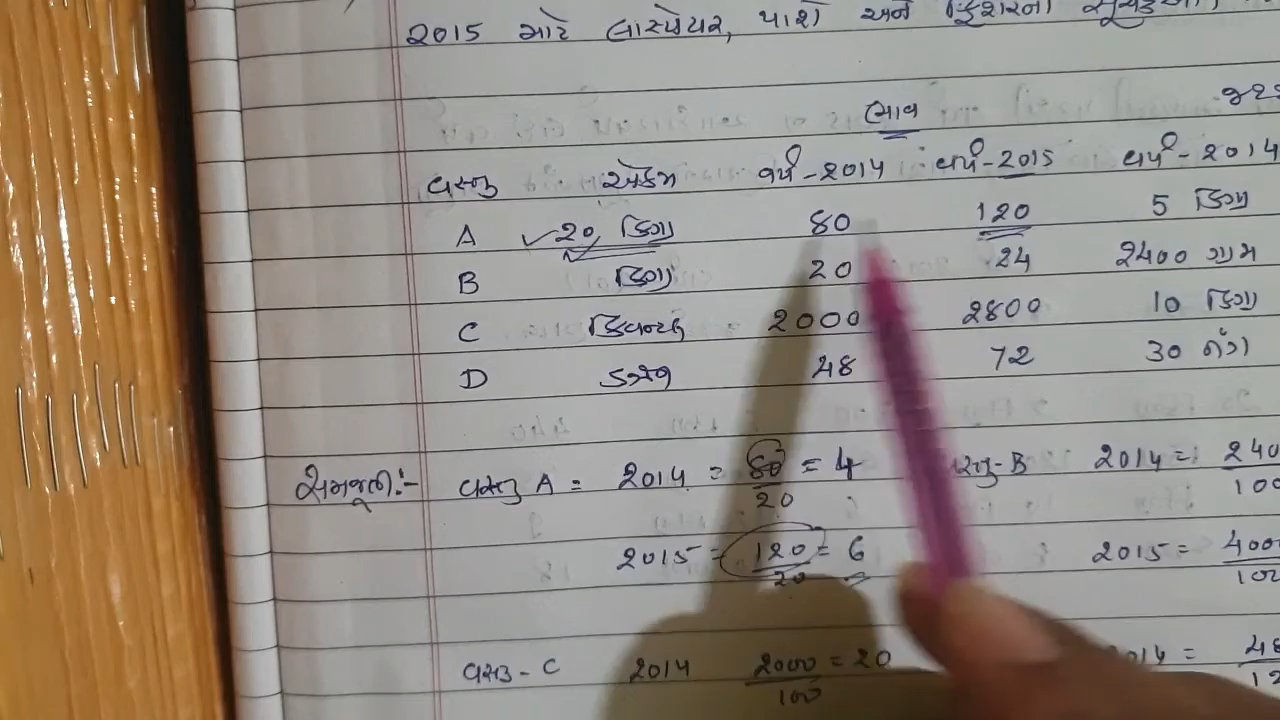 2015 માટે લાસ્પેયર, પાશે અને ફિશરના
ભાવ
વસ્તુ એકમ વર્ષ-2014 વર્ષ-2015 વર્ષ-2014
A 20 કિગ્રા 80 120 5 કિગ્રા
B કિગ્રા 20 24 2400 ગ્રામ
C ક્વિન્ટલ 2000 2800 10 કિગ્રા
D ડઝન 48 72 30 નંગ
સમજૂતી:- વસ્તુ A = 2014 = 80/20 = 4 વસ્તુ-B 2014 =
2015 = 120/20 = 6 2015 =
વસ્તુ-C 2014 2000/100 = 20 2014 =